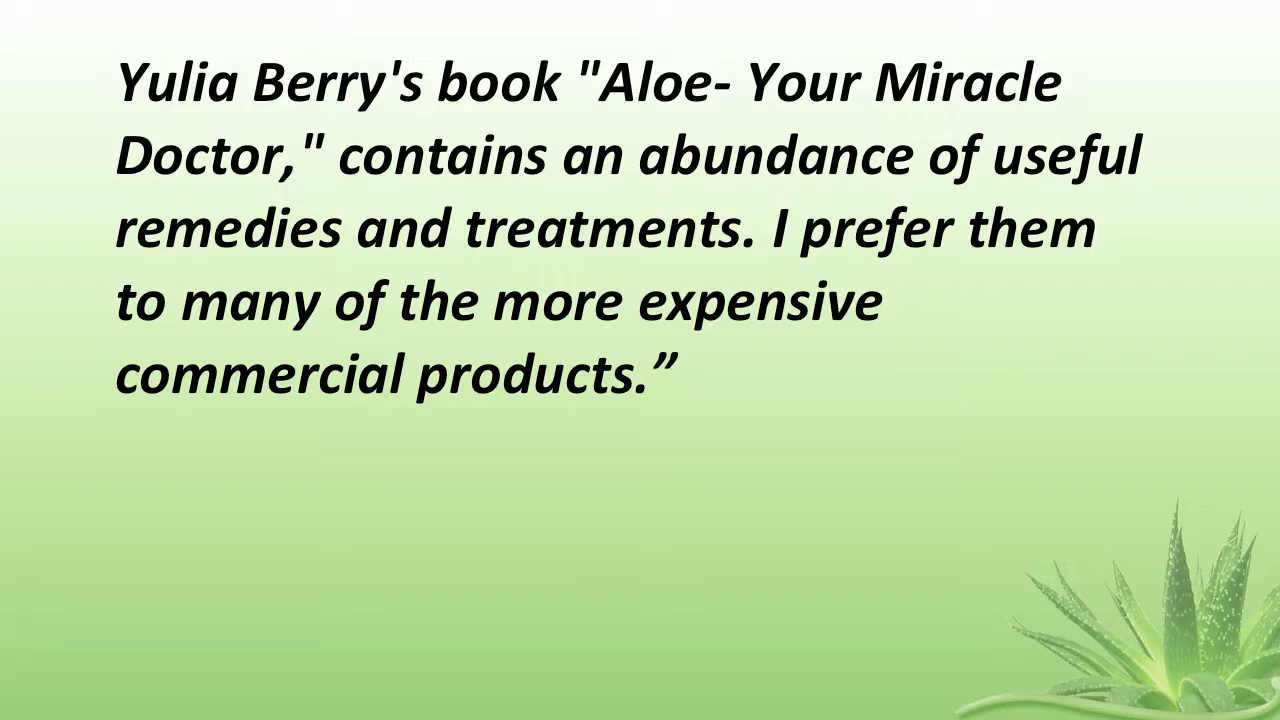 Yulia Berry's book "Aloe- Your Miracle
Doctor," contains an abundance of useful
remedies and treatments. I prefer them
to many of the more expensive
commercial products.”